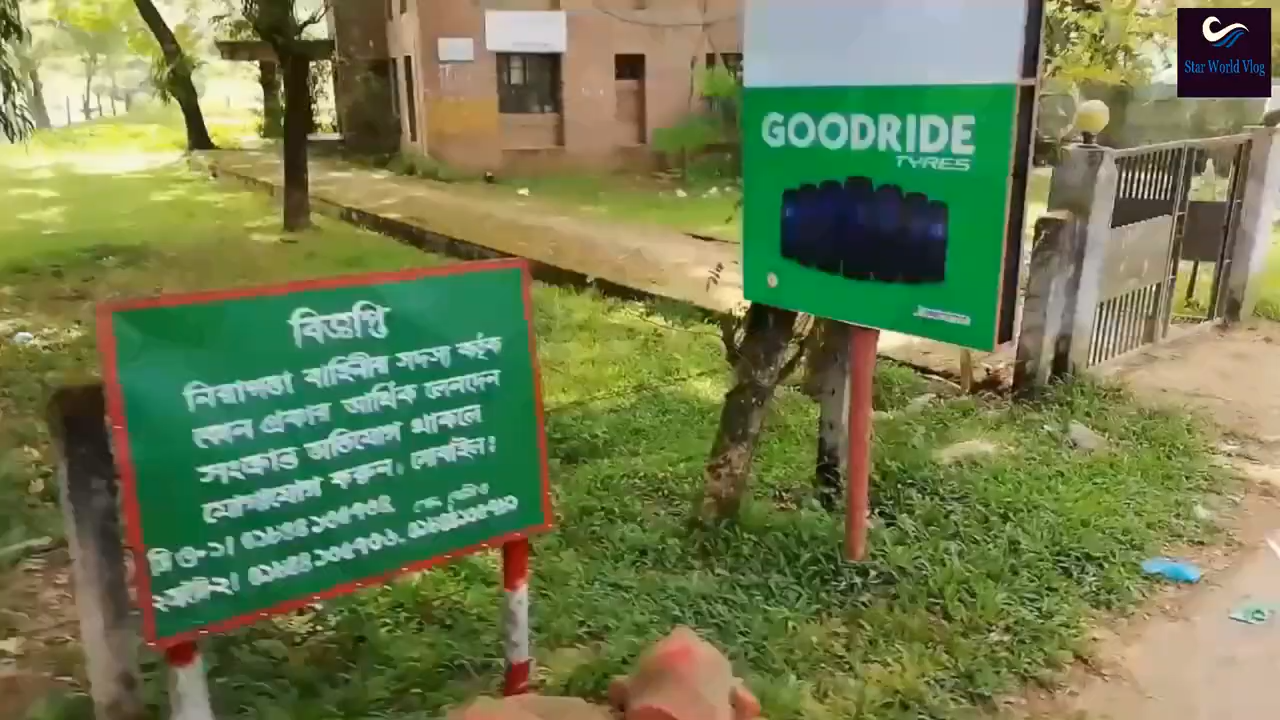 বিজ্ঞপ্তি
নিরাপত্তা বাহিনীর সদস্য কর্তৃক
কোন প্রকার আর্থিক লেনদেন
সংক্রান্ত অভিযোগ থাকলে
যোগাযোগ করুন। মোবাইল:
GOODRIDE
TYRES
Star World Vlog